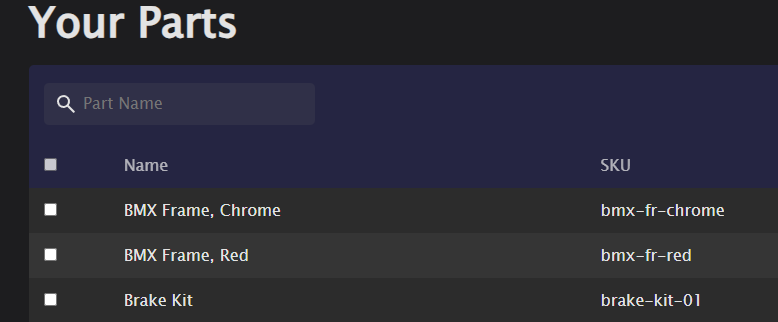 Your Parts
Part Name
Name SKU
BMX Frame, Chrome bmx-fr-chrome
BMX Frame, Red bmx-fr-red
Brake Kit brake-kit-01